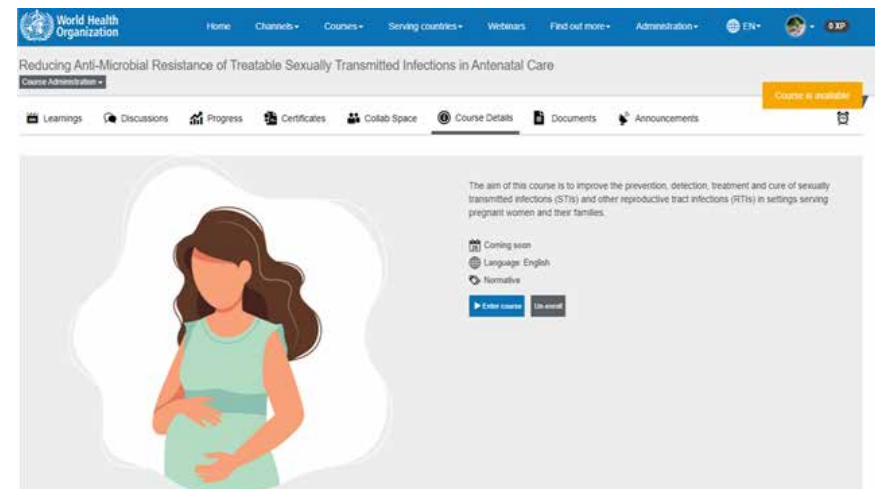 World Health
Organization
Home Channels Courses Serving countries Webinars Find out more Administration EN 0 XP
Reducing Anti-Microbial Resistance of Treatable Sexually Transmitted Infections in Antenatal Care
Course Administration
Course is available
Learnings Discussions Progress Certificates Collab Space Course Details Documents Announcements
The aim of this course is to improve the prevention, detection, treatment and cure of sexually
transmitted infections (STIs) and other reproductive tract infections (RTIs) in settings serving
pregnant women and their families.
Coming soon
Language: English
Normative
Enter course Un-enroll